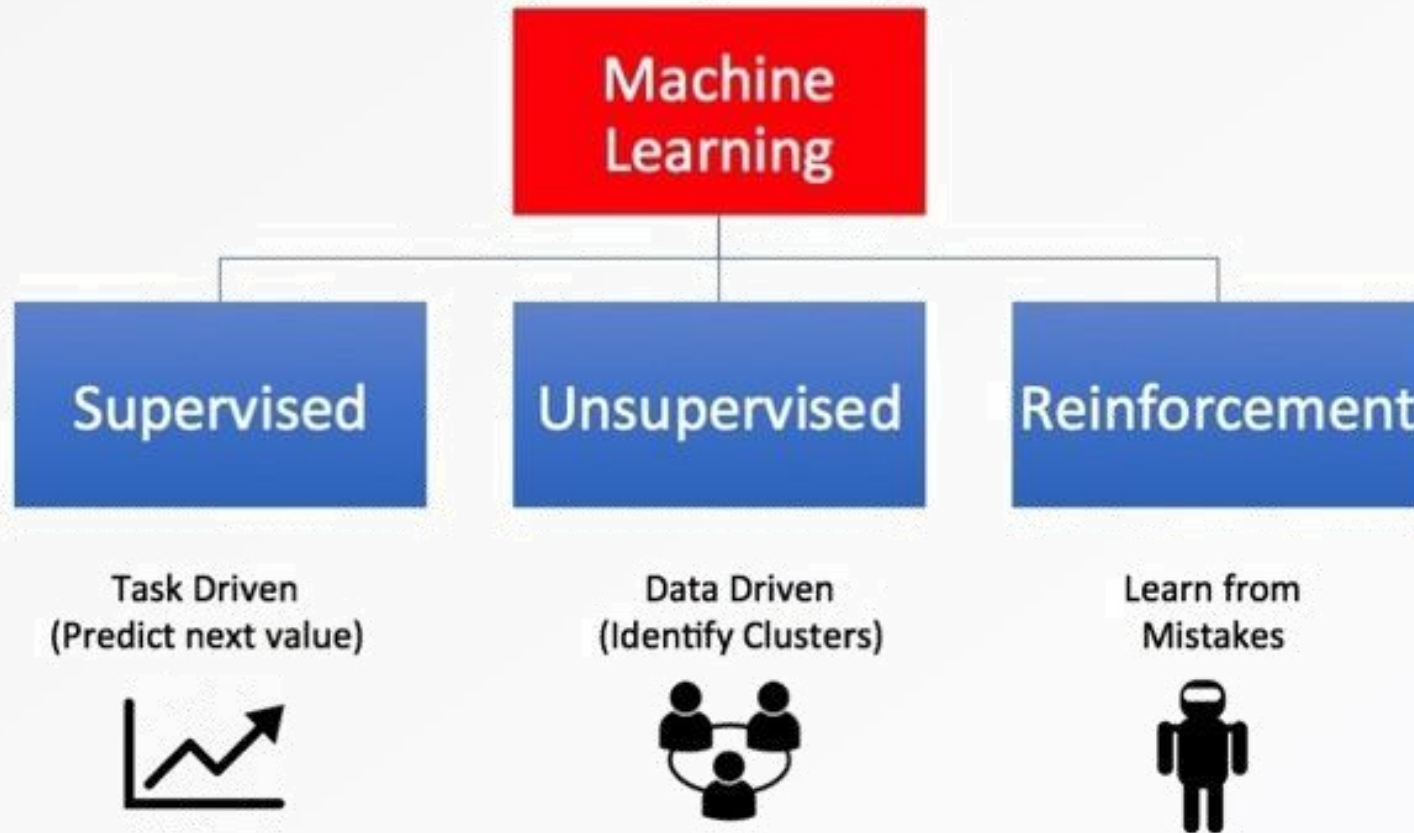 Machine
Learning
Supervised
Unsupervised
Reinforcement
Task Driven
(Predict next value)
Data Driven
(Identify Clusters)
Learn from
Mistakes